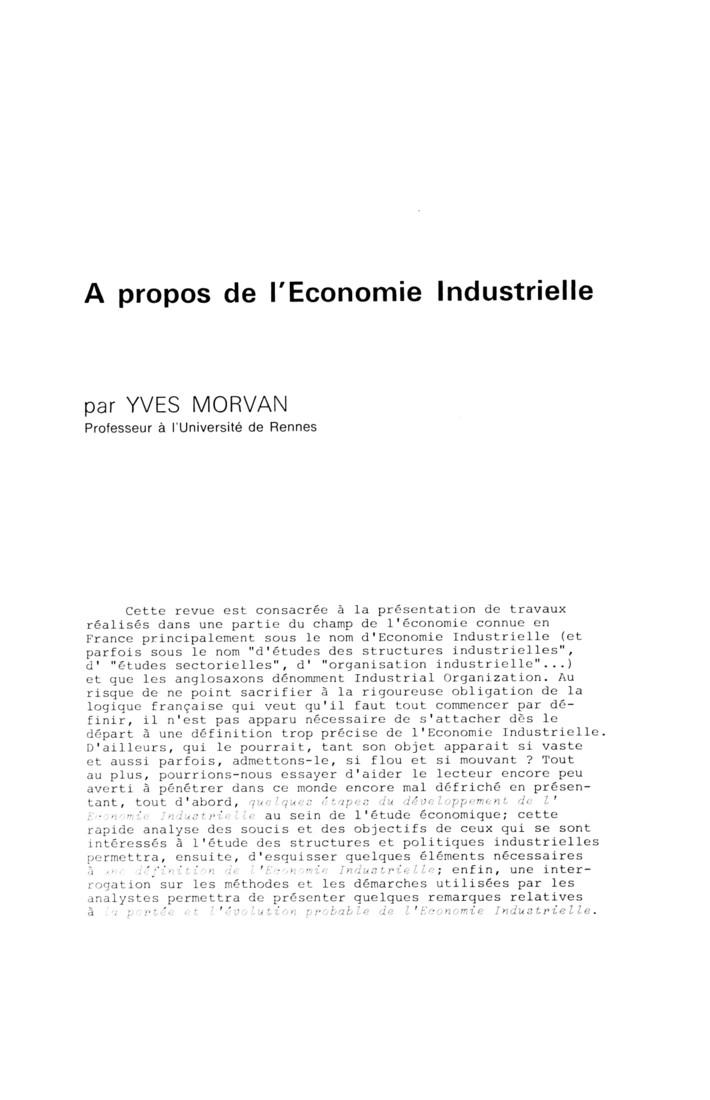 A propos de l'Economie Industrielle
par YVES MORVAN
Professeur à l'Université de Rennes
Cette revue est consacrée à la présentation de travaux
réalisés dans une partie du champ de l'économie connue en
France principalement sous le nom d'Economie Industrielle (et
parfois sous le nom "d'études des structures industrielles",
d' "études sectorielles", d' "organisation industrielle"...)
et que les anglosaxons dénomment Industrial Organization. Au
risque de ne point sacrifier à la rigoureuse obligation de la
logique française qui veut qu'il faut tout commencer par dé-
finir, il n'est pas apparu nécessaire de s'attacher dès le
départ à une définition trop précise de l'Economie Industrielle.
D'ailleurs, qui le pourrait, tant son objet apparait si vaste
et aussi parfois, admettons-le, si flou et si mouvant ? Tout
au plus, pourrions-nous essayer d'aider le lecteur encore peu
averti à pénétrer dans ce monde encore mal défriché en présen-
tant, tout d'abord, quelques étapes du développement de l'
Economie Industrielle au sein de l'étude économique; cette
rapide analyse des soucis et des objectifs de ceux qui se sont
intéressés à l'étude des structures et politiques industrielles
permettra, ensuite, d'esquisser quelques éléments nécessaires
à une définition de l'Economie Industrielle; enfin, une inter-
rogation sur les méthodes et les démarches utilisées par les
analystes permettra de présenter quelques remarques relatives
à la portée et l'évolution probable de l'Economie Industrielle.